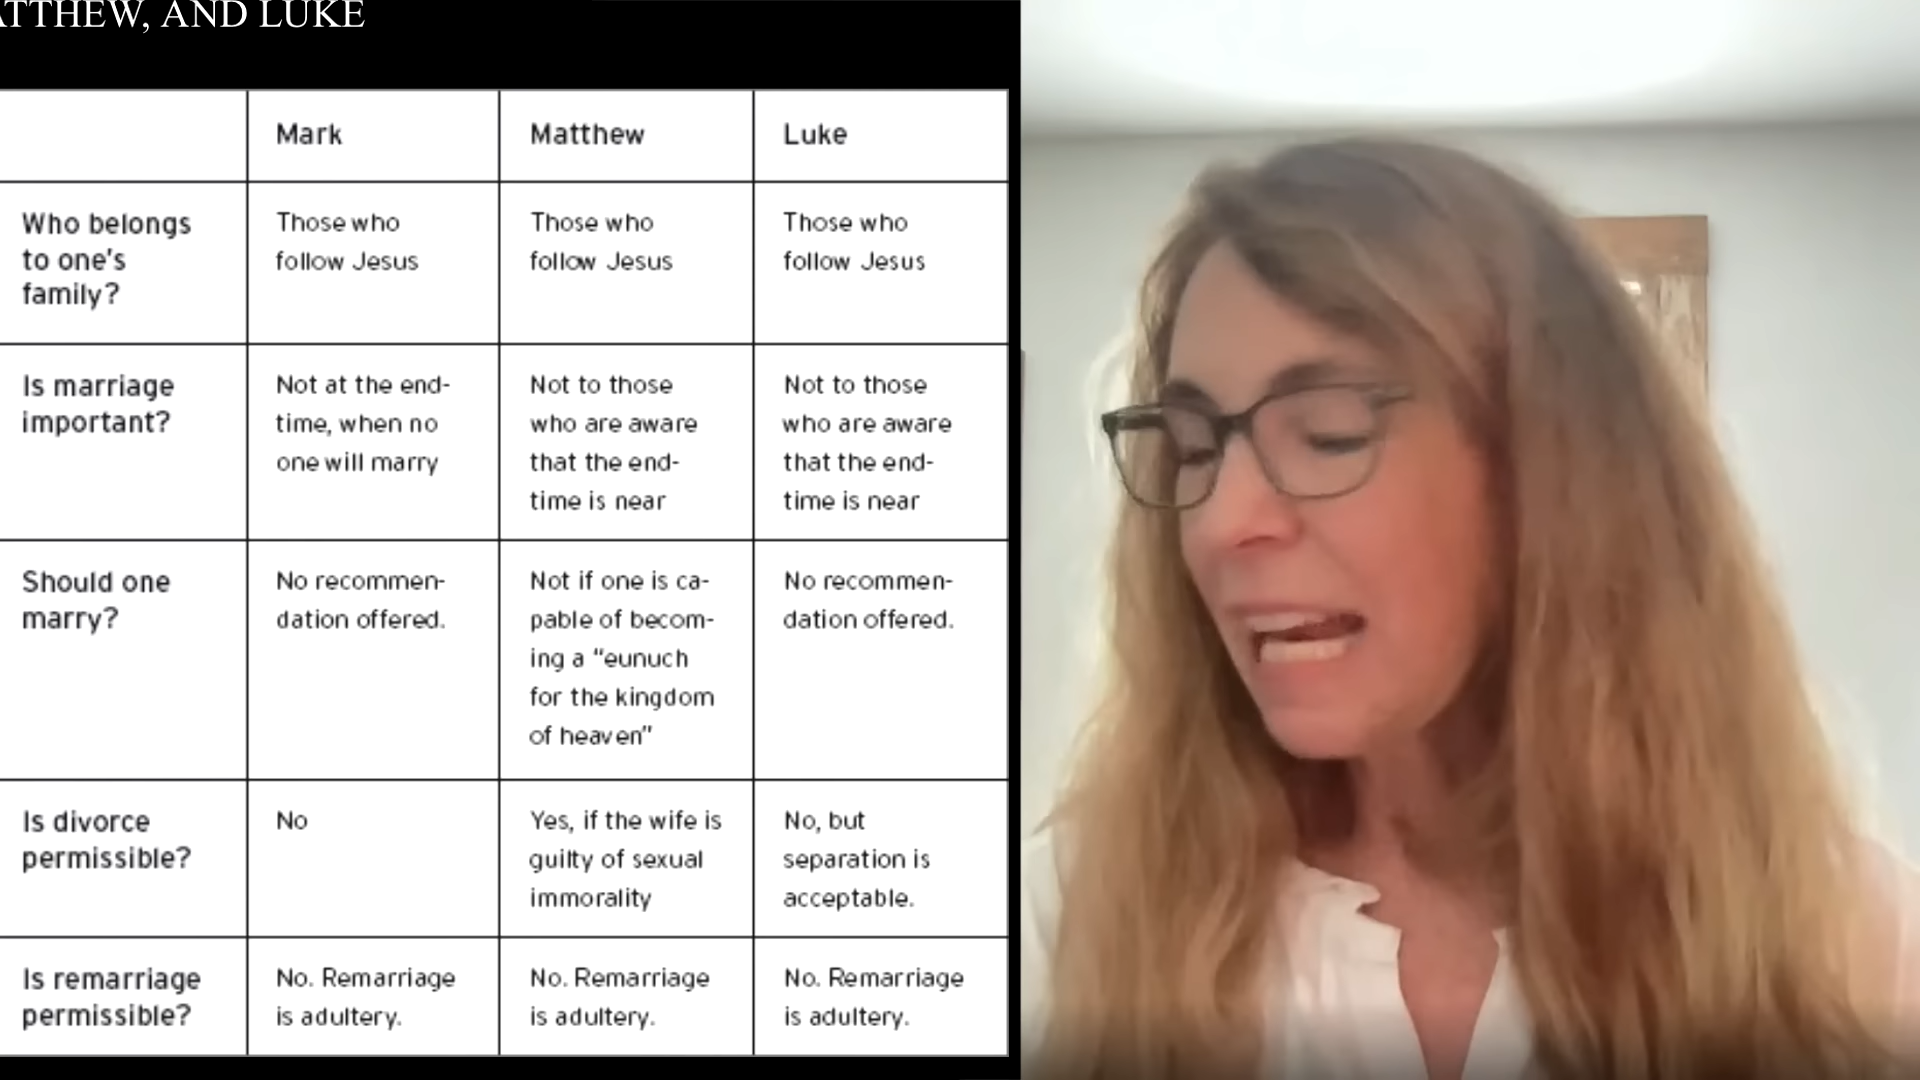 ATTHEW, AND LUKE
Mark Matthew Luke
Who belongs
to one's
family?
Those who
follow Jesus
Those who
follow Jesus
Those who
follow Jesus
Is marriage
important?
Not at the end-
time, when no
one will marry
Not to those
who are aware
that the end-
time is near
Not to those
who are aware
that the end-
time is near
Should one
marry?
No recommen-
dation offered.
Not if one is ca-
pable of becom-
ing a “eunuch
for the kingdom
of heaven”
No recommen-
dation offered.
Is divorce
permissible?
No
Yes, if the wife is
guilty of sexual
immorality
No, but
separation is
acceptable.
Is remarriage
permissible?
No. Remarriage
is adultery.
No. Remarriage
is adultery.
No. Remarriage
is adultery.